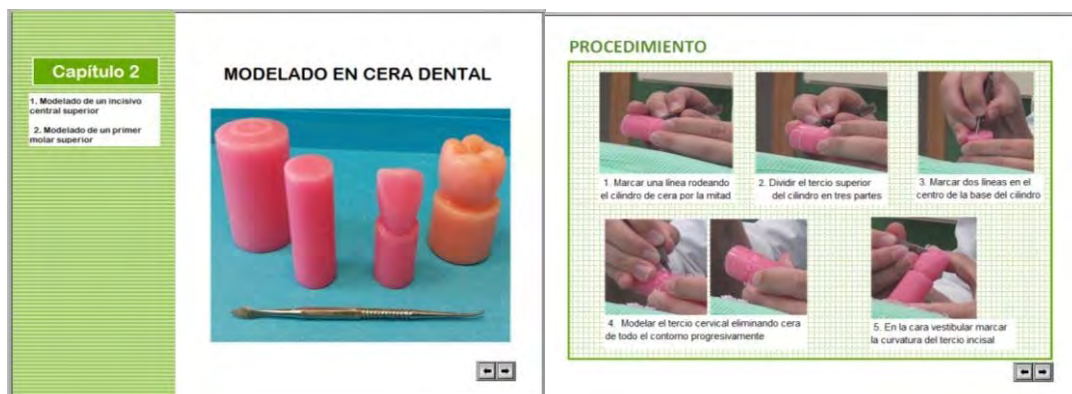 Capítulo 2
1. Modelado de un incisivo
central superior
2. Modelado de un primer
molar superior
MODELADO EN CERA DENTAL
PROCEDIMIENTO
1. Marcar una línea rodeando
el cilindro de cera por la mitad
2. Dividir el tercio superior
del cilindro en tres partes
3. Marcar dos líneas en el
centro de la base del cilindro
4. Modelar el tercio cervical eliminando cera
de todo el contorno progresivamente
5. En la cara vestibular marcar
la curvatura del tercio incisal